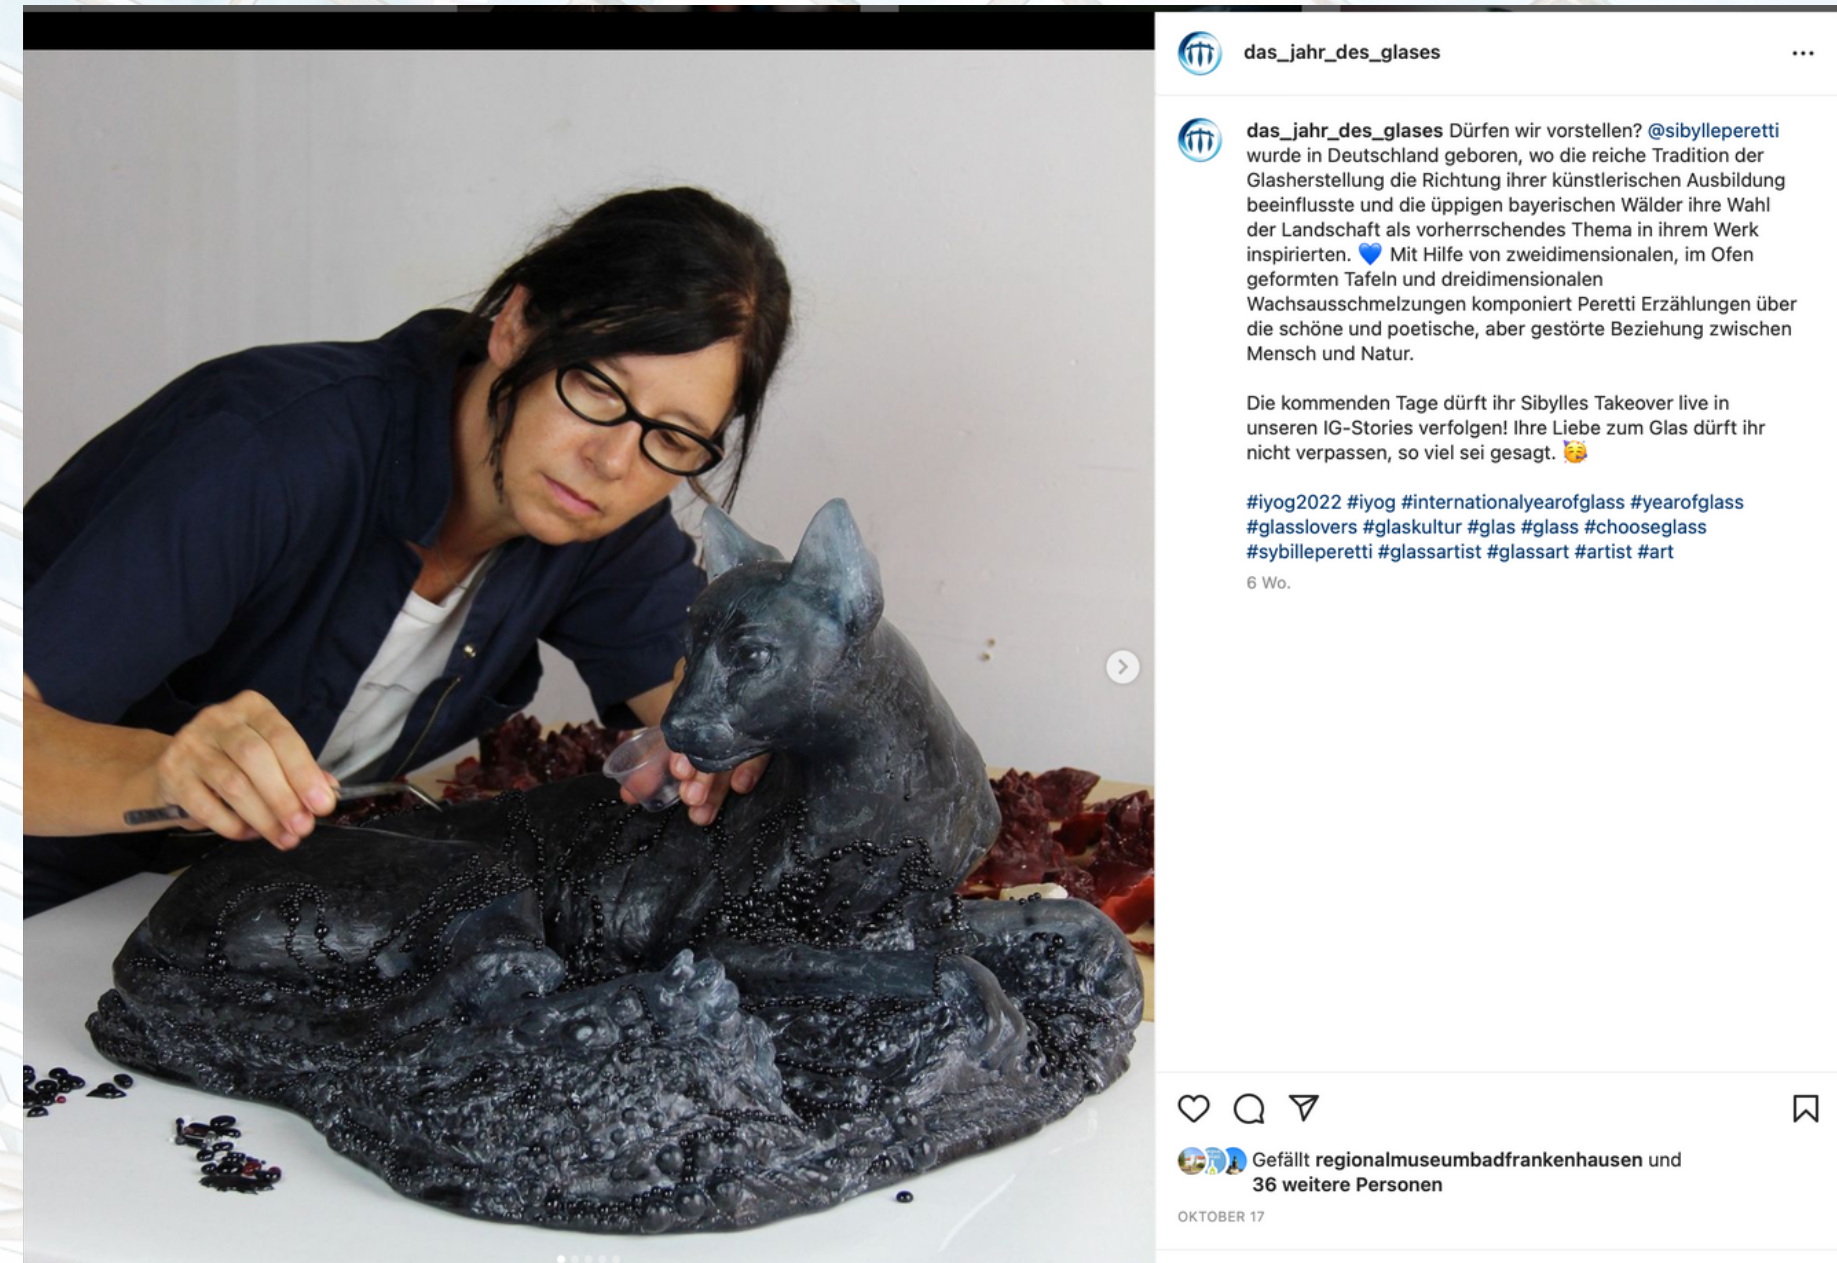 das_jahr_des_glases
das_jahr_des_glases Dürfen wir vorstellen? @sibylleperetti
wurde in Deutschland geboren, wo die reiche Tradition der
Glasherstellung die Richtung ihrer künstlerischen Ausbildung
beeinflusste und die üppigen bayerischen Wälder ihre Wahl
der Landschaft als vorherrschendes Thema in ihrem Werk
inspirierten. 💙 Mit Hilfe von zweidimensionalen, im Ofen
geformten Tafeln und dreidimensionalen
Wachsausschmelzungen komponiert Peretti Erzählungen über
die schöne und poetische, aber gestörte Beziehung zwischen
Mensch und Natur.
Die kommenden Tage dürft ihr Sibylles Takeover live in
unseren IG-Stories verfolgen! Ihre Liebe zum Glas dürft ihr
nicht verpassen, so viel sei gesagt. 🥳
#iyog2022 #iyog #internationalyearofglass #yearofglass
#glasslovers #glaskultur #glas #glass #chooseglass
#sybilleperetti #glassartist #glassart #artist #art
6 Wo.
Gefällt regionalmuseumbadfrankenhausen und
36 weitere Personen
OKTOBER 17